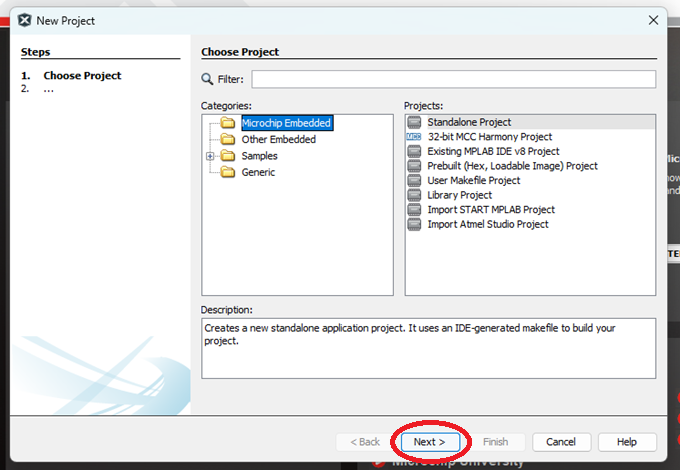 New Project
Steps
1. Choose Project
2. ...
Choose Project
Filter:
Categories:
Microchip Embedded
Other Embedded
Samples
Generic
Projects:
Standalone Project
32-bit MCC Harmony Project
Existing MPLAB IDE v8 Project
Prebuilt (Hex, Loadable Image) Project
User Makefile Project
Library Project
Import START MPLAB Project
Import Atmel Studio Project
Description:
Creates a new standalone application project. It uses an IDE-generated makefile to build your
project.
< Back
Next >
Finish
Cancel
Help
Microchip University